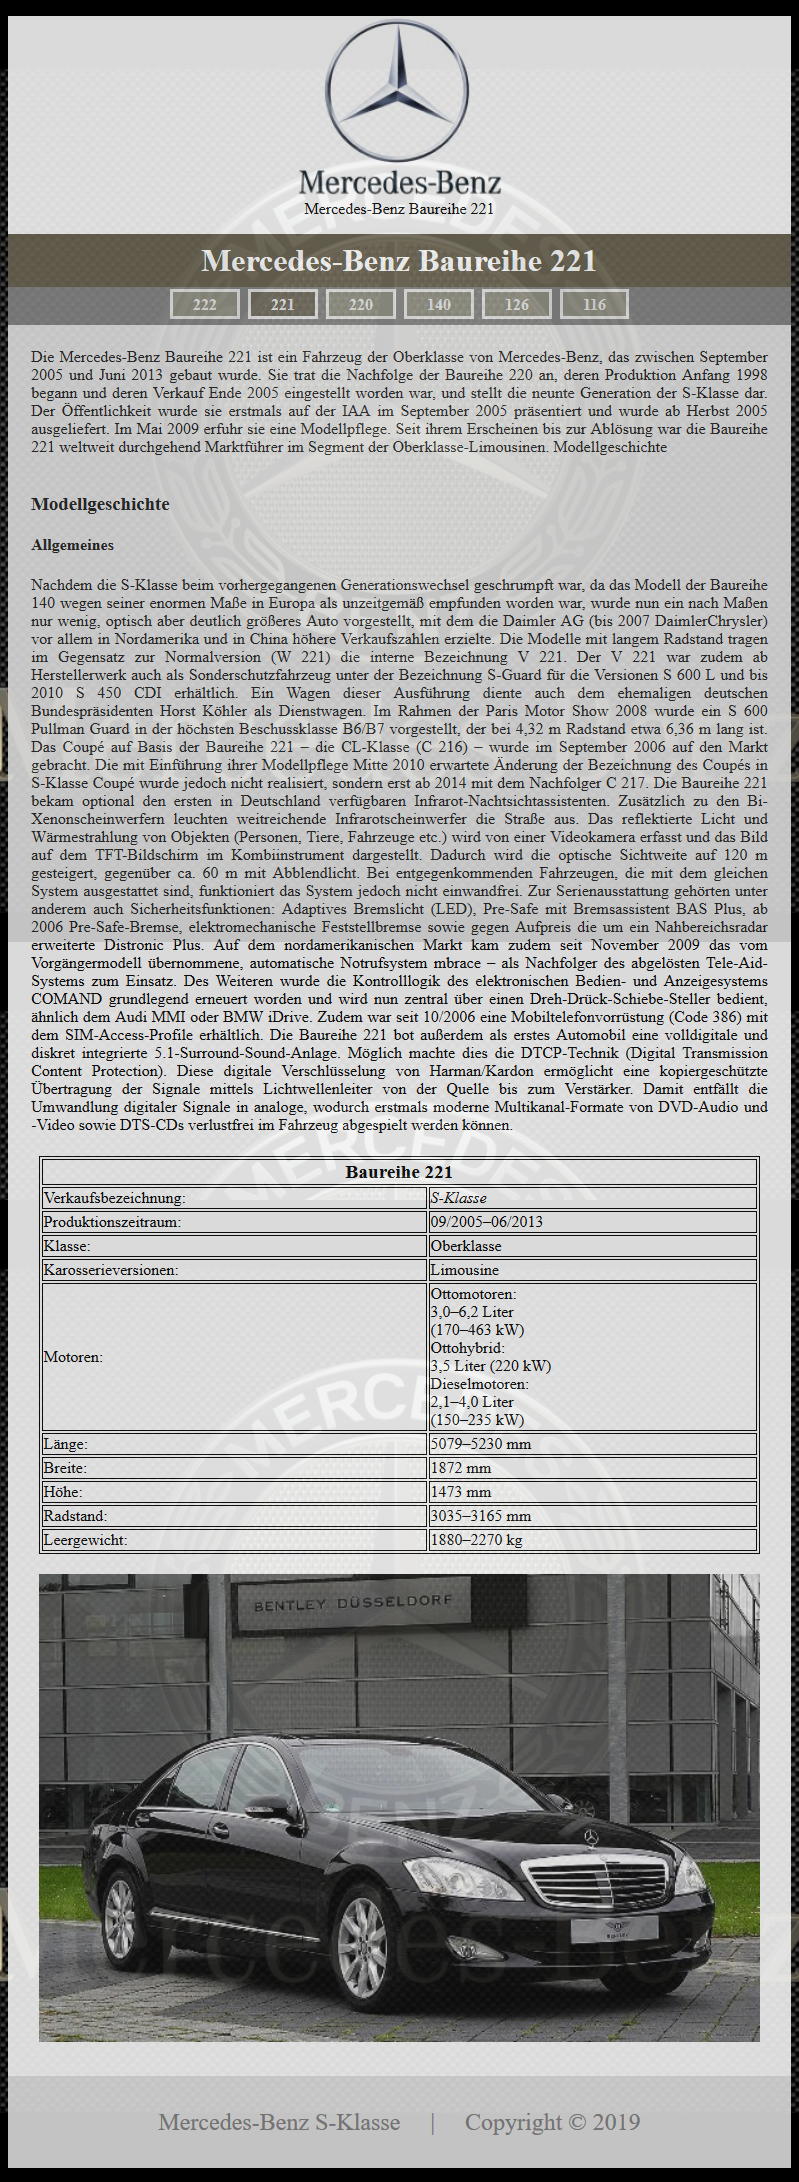 Mercedes-Benz
Mercedes-Benz Baureihe 221
Mercedes-Benz Baureihe 221
222 221 220 140 126 116
Die Mercedes-Benz Baureihe 221 ist ein Fahrzeug der Oberklasse von Mercedes-Benz, das zwischen September
2005 und Juni 2013 gebaut wurde. Sie trat die Nachfolge der Baureihe 220 an, deren Produktion Anfang 1998
begann und deren Verkauf Ende 2005 eingestellt worden war, und stellt die neunte Generation der S-Klasse dar.
Der Öffentlichkeit wurde sie erstmals auf der IAA im September 2005 präsentiert und wurde ab Herbst 2005
ausgeliefert. Im Mai 2009 erfuhr sie eine Modellpflege. Seit ihrem Erscheinen bis zur Ablösung war die Baureihe
221 weltweit durchgehend Marktführer im Segment der Oberklasse-Limousinen. Modellgeschichte
Modellgeschichte
Allgemeines
Nachdem die S-Klasse beim vorhergegangenen Generationswechsel geschrumpft war, da das Modell der Baureihe
140 wegen seiner enormen Maße in Europa als unzeitgemäß empfunden worden war, wurde nun ein nach Maßen
nur wenig, optisch aber deutlich größeres Auto vorgestellt, mit dem die Daimler AG (bis 2007 DaimlerChrysler)
vor allem in Nordamerika und in China höhere Verkaufszahlen erzielte. Die Modelle mit langem Radstand tragen
im Gegensatz zur Normalversion (W 221) die interne Bezeichnung V 221. Der V 221 war zudem ab
Herstellerwerk auch als Sonderschutzfahrzeug unter der Bezeichnung S-Guard für die Versionen S 600 L und bis
2010 S 450 CDI erhältlich. Ein Wagen dieser Ausführung diente auch dem ehemaligen deutschen
Bundespräsidenten Horst Köhler als Dienstwagen. Im Rahmen der Paris Motor Show 2008 wurde ein S 600
Pullman Guard in der höchsten Beschussklasse B6/B7 vorgestellt, der bei 4,32 m Radstand etwa 6,36 m lang ist.
Das Coupé auf Basis der Baureihe 221 – die CL-Klasse (C 216) – wurde im September 2006 auf den Markt
gebracht. Die mit Einführung ihrer Modellpflege Mitte 2010 erwartete Änderung der Bezeichnung des Coupés in
S-Klasse Coupé wurde jedoch nicht realisiert, sondern erst ab 2014 mit dem Nachfolger C 217. Die Baureihe 221
bekam optional den ersten in Deutschland verfügbaren Infrarot-Nachtsichtassistenten. Zusätzlich zu den Bi-
Xenonscheinwerfern leuchten weitreichende Infrarotscheinwerfer die Straße aus. Das reflektierte Licht und
Wärmestrahlung von Objekten (Personen, Tiere, Fahrzeuge etc.) wird von einer Videokamera erfasst und das Bild
auf dem TFT-Bildschirm im Kombiinstrument dargestellt. Dadurch wird die optische Sichtweite auf 120 m
gesteigert, gegenüber ca. 60 m mit Abblendlicht. Bei entgegenkommenden Fahrzeugen, die mit dem gleichen
System ausgestattet sind, funktioniert das System jedoch nicht einwandfrei. Zur Serienausstattung gehörten unter
anderem auch Sicherheitsfunktionen: Adaptives Bremslicht (LED), Pre-Safe mit Bremsassistent BAS Plus, ab
2006 Pre-Safe-Bremse, elektromechanische Feststellbremse sowie gegen Aufpreis die um ein Nahbereichsradar
erweiterte Distronic Plus. Auf dem nordamerikanischen Markt kam zudem seit November 2009 das vom
Vorgängermodell übernommene, automatische Notrufsystem mbrace – als Nachfolger des abgelösten Tele-Aid-
Systems zum Einsatz. Des Weiteren wurde die Kontrolllogik des elektronischen Bedien- und Anzeigesystems
COMAND grundlegend erneuert worden und wird nun zentral über einen Dreh-Drück-Schiebe-Steller bedient,
ähnlich dem Audi MMI oder BMW iDrive. Zudem war seit 10/2006 eine Mobiltelefonvorrüstung (Code 386) mit
dem SIM-Access-Profile erhältlich. Die Baureihe 221 bot außerdem als erstes Automobil eine volldigitale und
diskret integrierte 5.1-Surround-Sound-Anlage. Möglich machte dies die DTCP-Technik (Digital Transmission
Content Protection). Diese digitale Verschlüsselung von Harman/Kardon ermöglicht eine kopiergeschützte
Übertragung der Signale mittels Lichtwellenleiter von der Quelle bis zum Verstärker. Damit entfällt die
Umwandlung digitaler Signale in analoge, wodurch erstmals moderne Multikanal-Formate von DVD-Audio und
-Video sowie DTS-CDs verlustfrei im Fahrzeug abgespielt werden können.
Baureihe 221
Verkaufsbezeichnung: S-Klasse
Produktionszeitraum: 09/2005–06/2013
Klasse: Oberklasse
Karosserieversionen: Limousine
Motoren: Ottomotoren:
3,0–6,2 Liter
(170–463 kW)
Ottohybrid:
3,5 Liter (220 kW)
Dieselmotoren:
2,1–4,0 Liter
(150–235 kW)
Länge: 5079–5230 mm
Breite: 1872 mm
Höhe: 1473 mm
Radstand: 3035–3165 mm
Leergewicht: 1880–2270 kg
BENTLEY DÜSSELDORF
Mercedes-Benz S-Klasse | Copyright © 2019